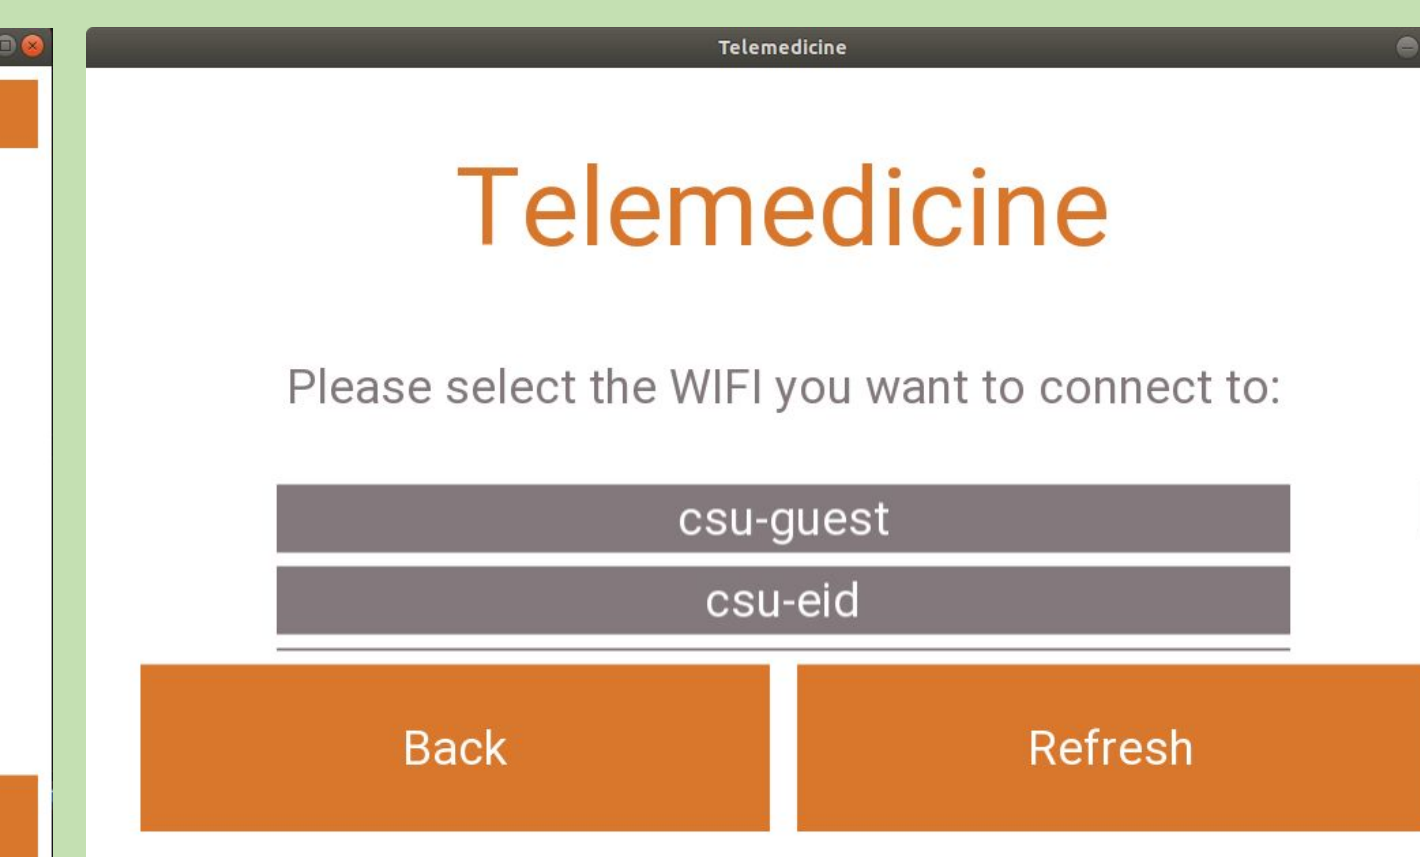 Telemedicine
Telemedicine
Please select the WIFI you want to connect to:
csu-guest
csu-eid
Back
Refresh